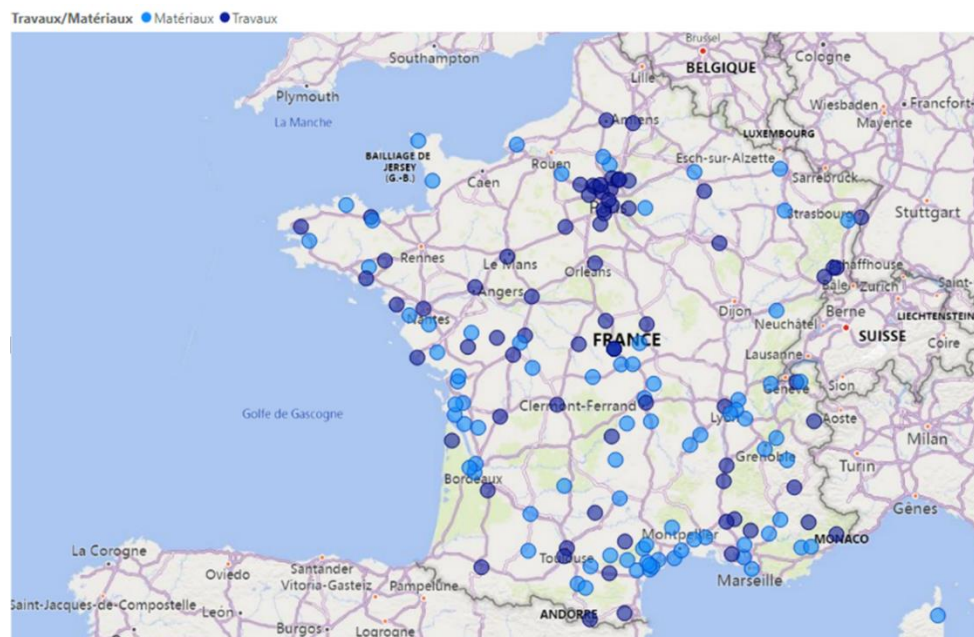 Travaux/Matériaux Matériaux Travaux
Brussel
Cologne
Southampton
Lille
BELGIQUE
Plymouth
Wiesbaden
Francfort-
La Manche
Amiens
Mayence
LUXEMBOURG
BAILLIAGE DE
JERSEY
(G.-B.)
Rouen
Esch-sur-Alzette
Caen
Sarrebruck
Strasbourg
Stuttgart
Rennes
Le Mans
Orléans
Schaffhouse
Angers
Bâle
Zurich
Saint-
Nantes
Dijon
Berne
LIECHTENSTEIN
Neuchâtel
FRANCE
SUISSE
Coire
Lausanne
Genève
Sion
Golfe de Gascogne
Clermont-Ferrand
Lyon
Aoste
Milan
Grenoble
Turin
Bordeaux
Gênes
La Corogne
Montpellier
MONACO
Oviedo
Santander
Toulouse
Marseille
Vitoria-Gasteiz
Pampelune
Saint-Jacques-de-Compostelle
León
ANDORRE
Burgos
Logrogne